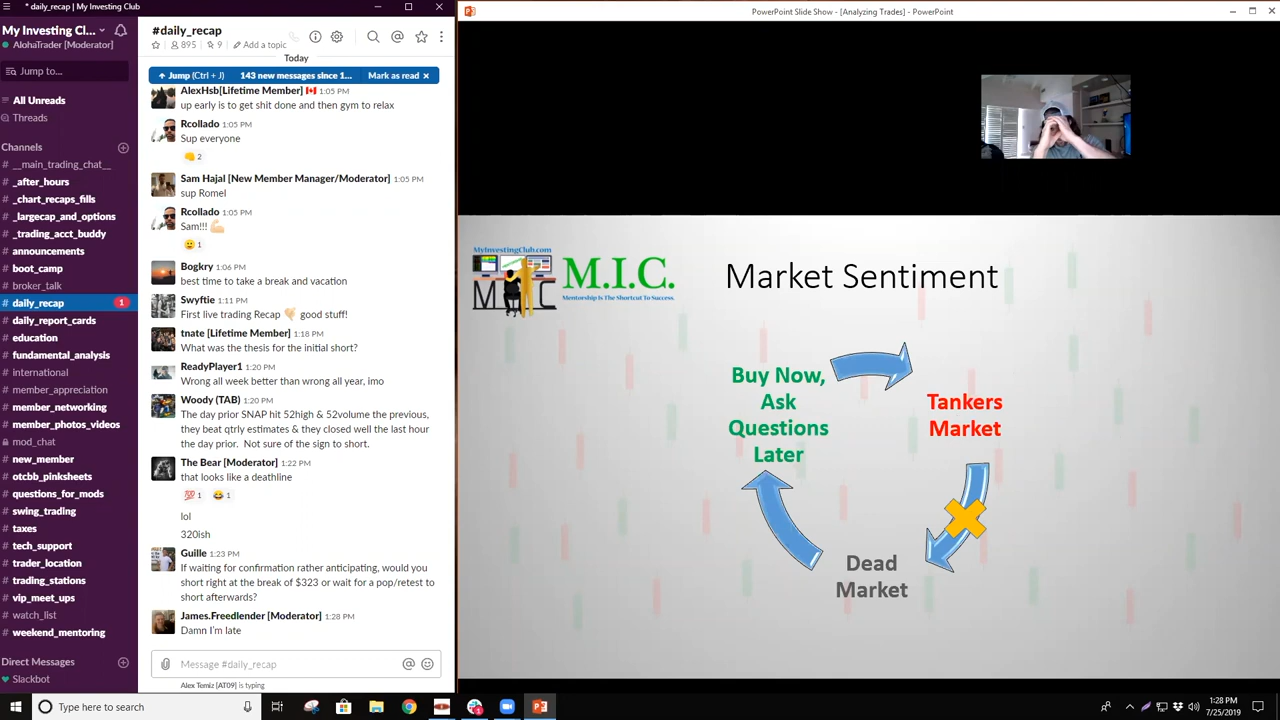 * daily_recap | My Investing Club
PowerPoint Slide Show - [Analyzing Trades] - PowerPoint
My Investing Cl...
AlohaTrader [Moderator]
Jump to...
All Unreads
Threads
Channels
__main_trading_cha...
_after_hours
_chart_recaps_fills
_largecap_and_options
_trading_acct_buddy
announcements
boot_camp
broker_talk
daily_recap 1
daily_report_cards
education
fundamental_analysis
international
member_appreciation
member_networking
member_photos_videos
mod_chat
new_member
otcbb_pinksheets
questions_for_mods
swing_trading
taxes
tech_support
trader_location
trading_stations
vip_meet_ups
watch_list
weekend_mentoring
Direct Messages
Slackbot
#daily_recap
895 9 Add a topic
Today
Jump (Ctrl + J) 143 new messages since 1... Mark as read
AlexHsb[Lifetime Member] 1:05 PM
up early is to get shit done and then gym to relax
Rcollado 1:05 PM
Sup everyone
2
Sam Hajal [New Member Manager/Moderator] 1:05 PM
sup Romel
Rcollado 1:05 PM
Sam!!!
1
Bogkry 1:06 PM
best time to take a break and vacation
Swyftie 1:11 PM
First live trading Recap good stuff!
tnate [Lifetime Member] 1:18 PM
What was the thesis for the initial short?
ReadyPlayer1 1:20 PM
Wrong all week better than wrong all year, imo
Woody (TAB) 1:20 PM
The day prior SNAP hit 52high & 52volume the previous,
they beat qtrly estimates & they closed well the last hour
the day prior. Not sure of the sign to short.
The Bear [Moderator] 1:22 PM
that looks like a deathline
1 1
lol
320ish
Guille 1:23 PM
If waiting for confirmation rather anticipating, would you
short right at the break of $323 or wait for a pop/retest to
short afterwards?
James.Freedlender [Moderator] 1:28 PM
Damn I'm late
Message #daily_recap
Alex Temiz [AT09] is typing
MyInvestingClub.com
MIC
M.I.C.
Mentorship Is The Shortcut To Success.
Market Sentiment
Buy Now,
Ask
Questions
Later
Tankers
Market
Dead
Market
Type here to search
1:28 PM
7/25/2019